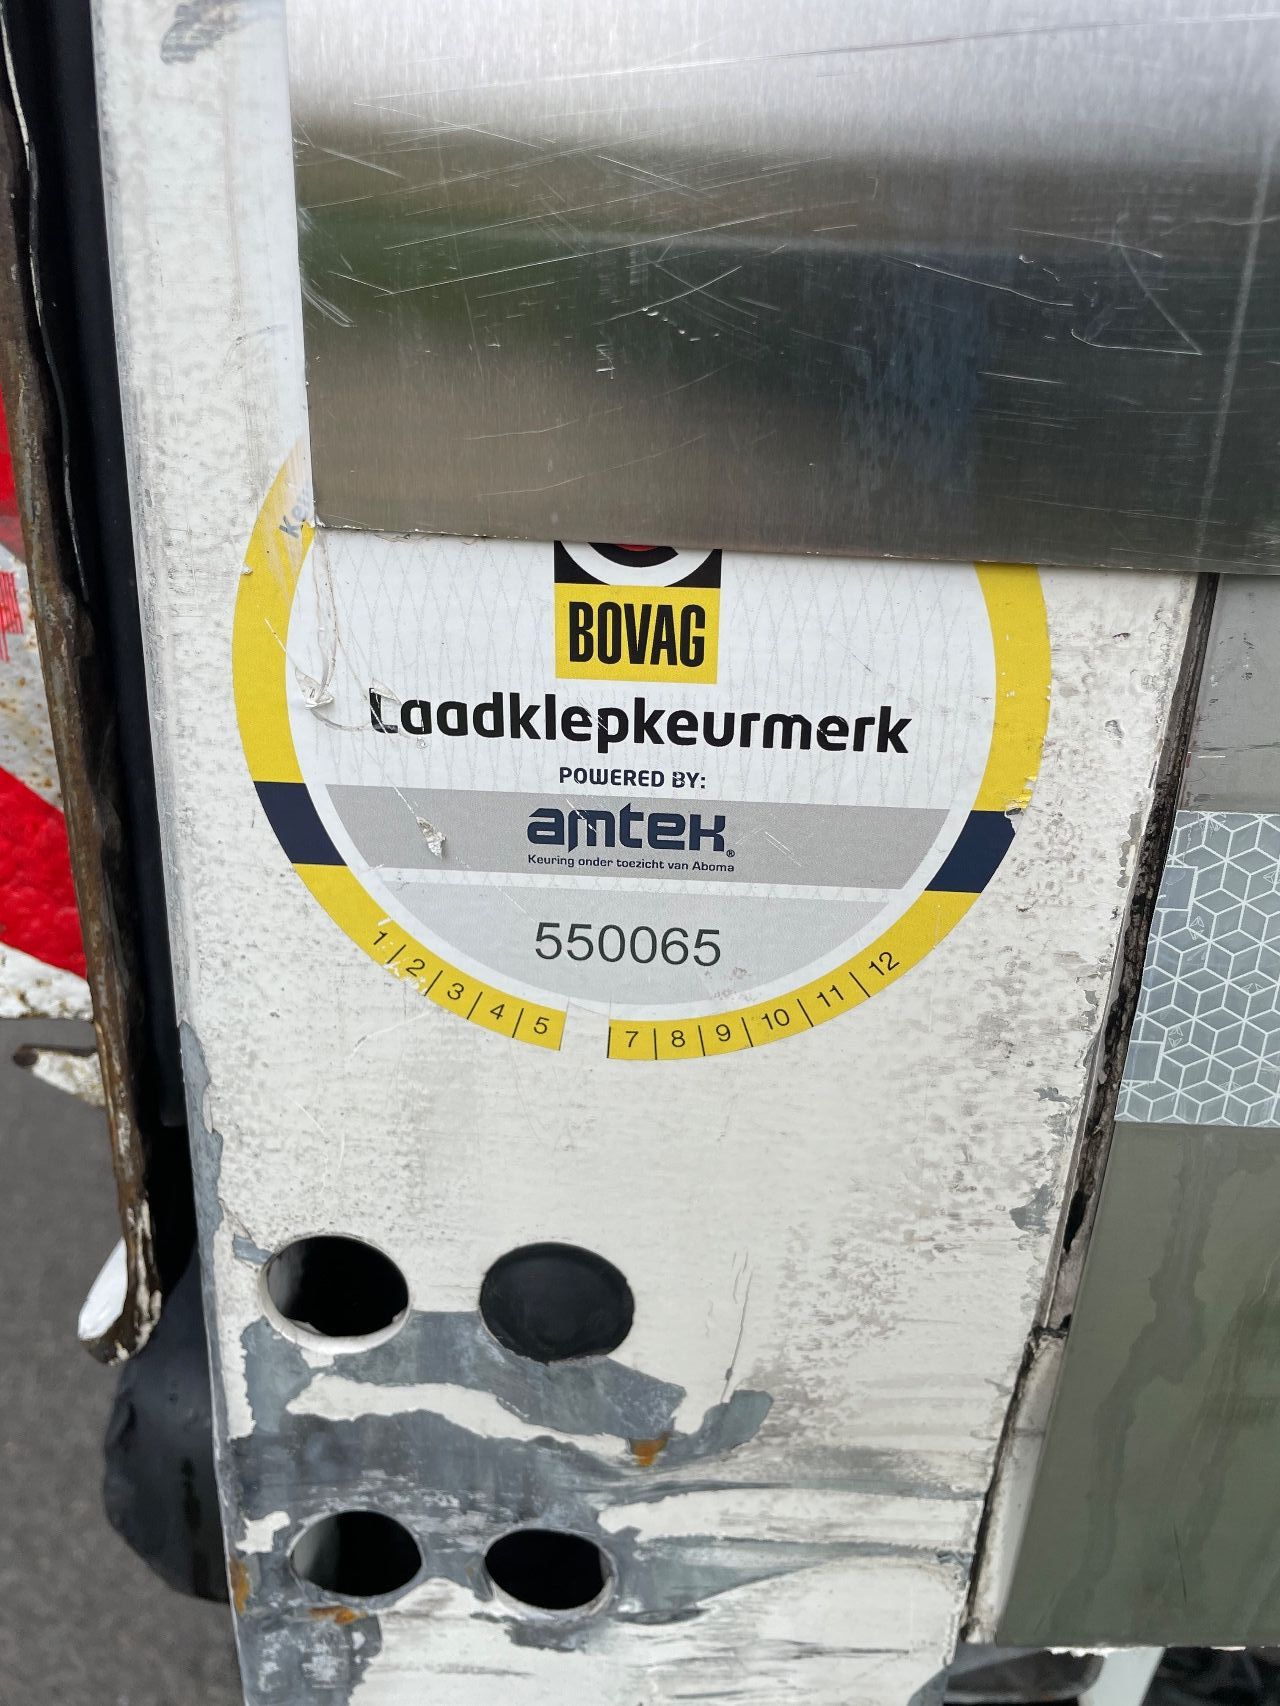 BOVAG
Laadklepkeurmerk
POWERED BY:
amtek®
Keuring onder toezicht van Aboma
550065
1 2 3 4 5 7 8 9 10 11 12